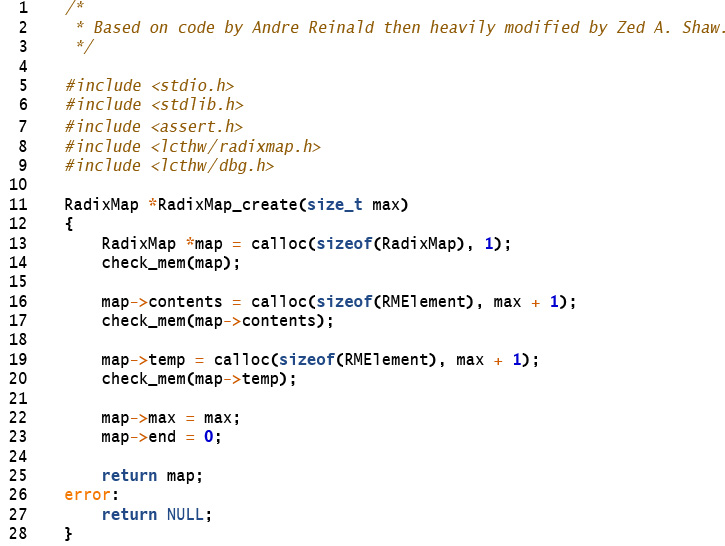 1 /*
2  * Based on code by Andre Reinald then heavily modified by Zed A. Shaw.
3  */
4
5 #include <stdio.h>
6 #include <stdlib.h>
7 #include <assert.h>
8 #include <lcthw/radixmap.h>
9 #include <lcthw/dbg.h>
10
11 RadixMap *RadixMap_create(size_t max)
12 {
13     RadixMap *map = calloc(sizeof(RadixMap), 1);
14     check_mem(map);
15
16     map->contents = calloc(sizeof(RMElement), max + 1);
17     check_mem(map->contents);
18
19     map->temp = calloc(sizeof(RMElement), max + 1);
20     check_mem(map->temp);
21
22     map->max = max;
23     map->end = 0;
24
25     return map;
26 error:
27     return NULL;
28 }